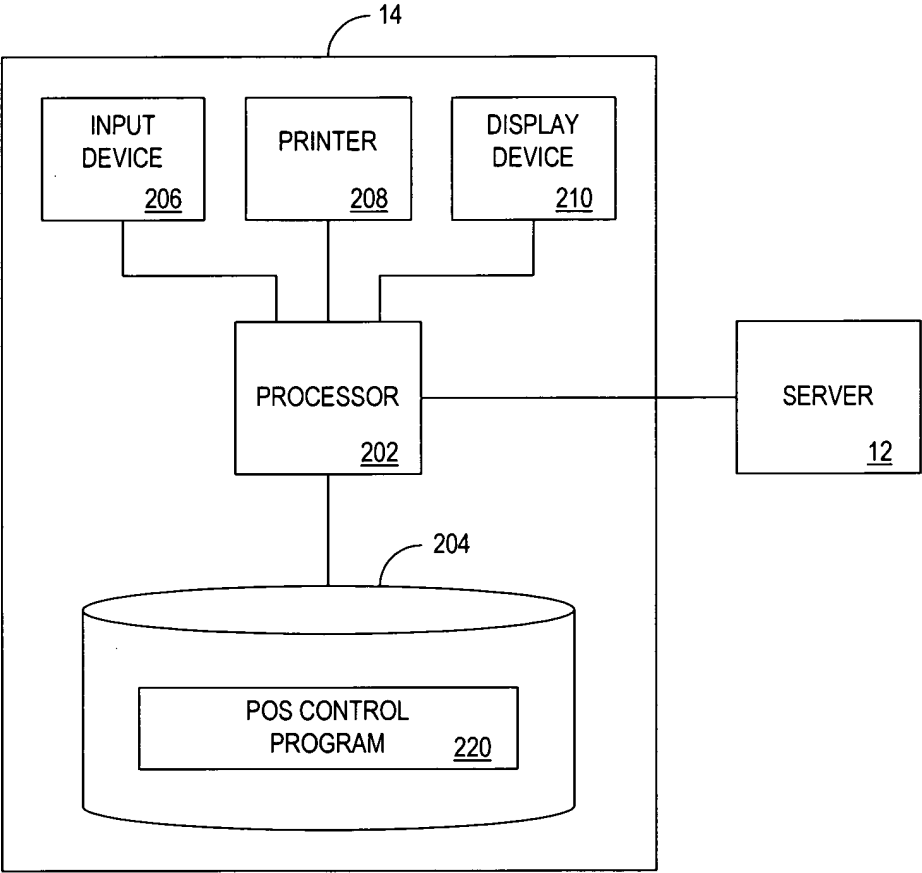 14
INPUT
DEVICE
206
PRINTER
208
DISPLAY
DEVICE
210
PROCESSOR
202
SERVER
12
204
POS CONTROL
PROGRAM
220